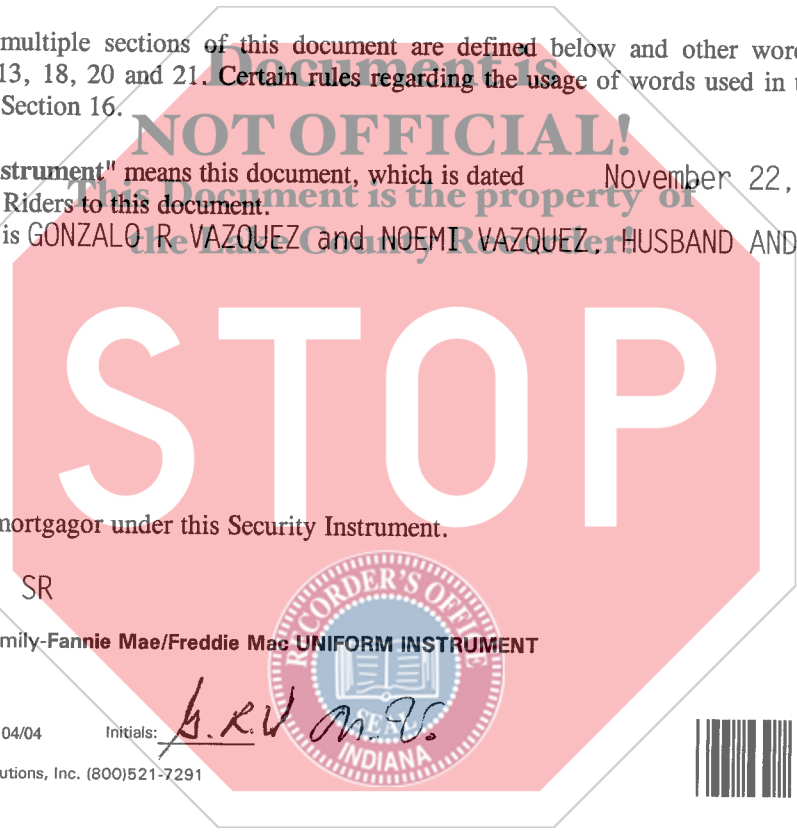 multiple sections of this document are defined below and other wor
Document is
13, 18, 20 and 21. Certain rules regarding the usage of words used in
Section 16.
NOT OFFICIAL!
strument" means this document, which is dated November 22,
This Document is the property of
Riders to this document.
is GONZALO R VAZQUEZ and NOEMI VAZQUEZ, HUSBAND AND
the Lake County Recorder!
STOP
mortgagor under this Security Instrument.
SR
RECORDER'S OFFICE
mily-Fannie Mae/Freddie Mac UNIFORM INSTRUMENT
04/04 Initials: G. R. V N. V.
SEAL
INDIANA
utions, Inc. (800)521-7291